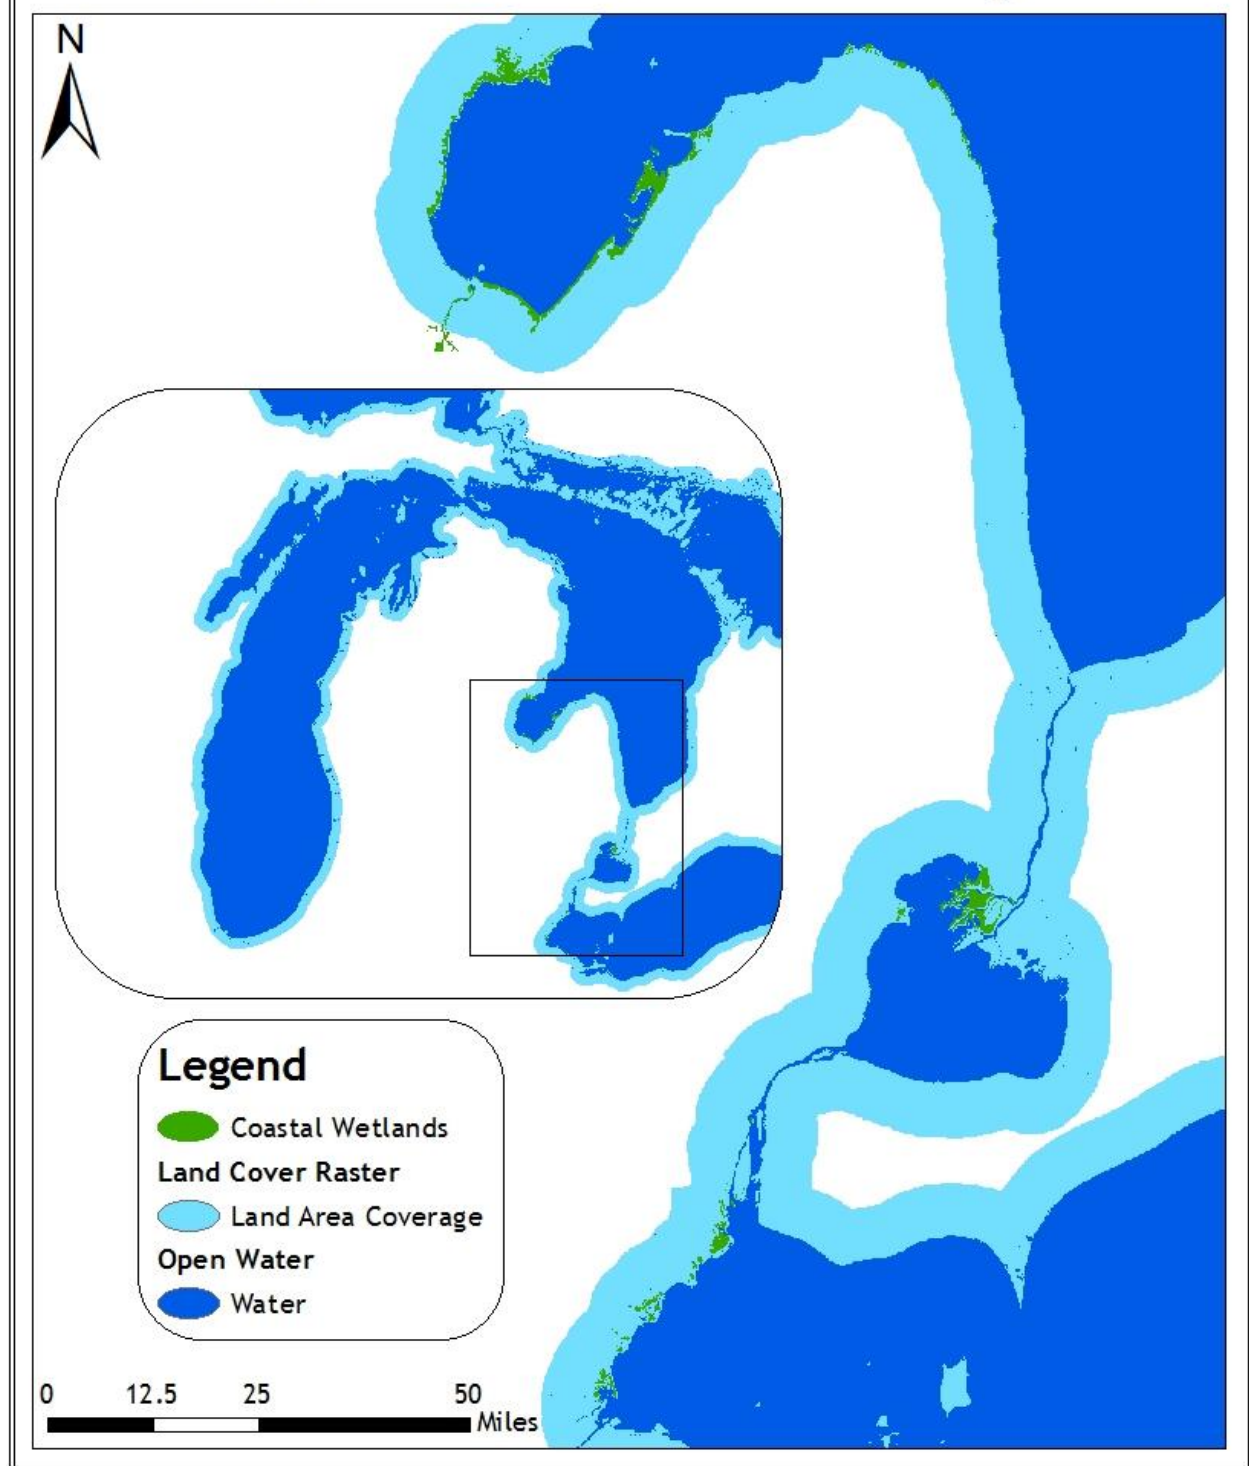 N
Legend
Coastal Wetlands
Land Cover Raster
Land Area Coverage
Open Water
Water
0 12.5 25 50
Miles